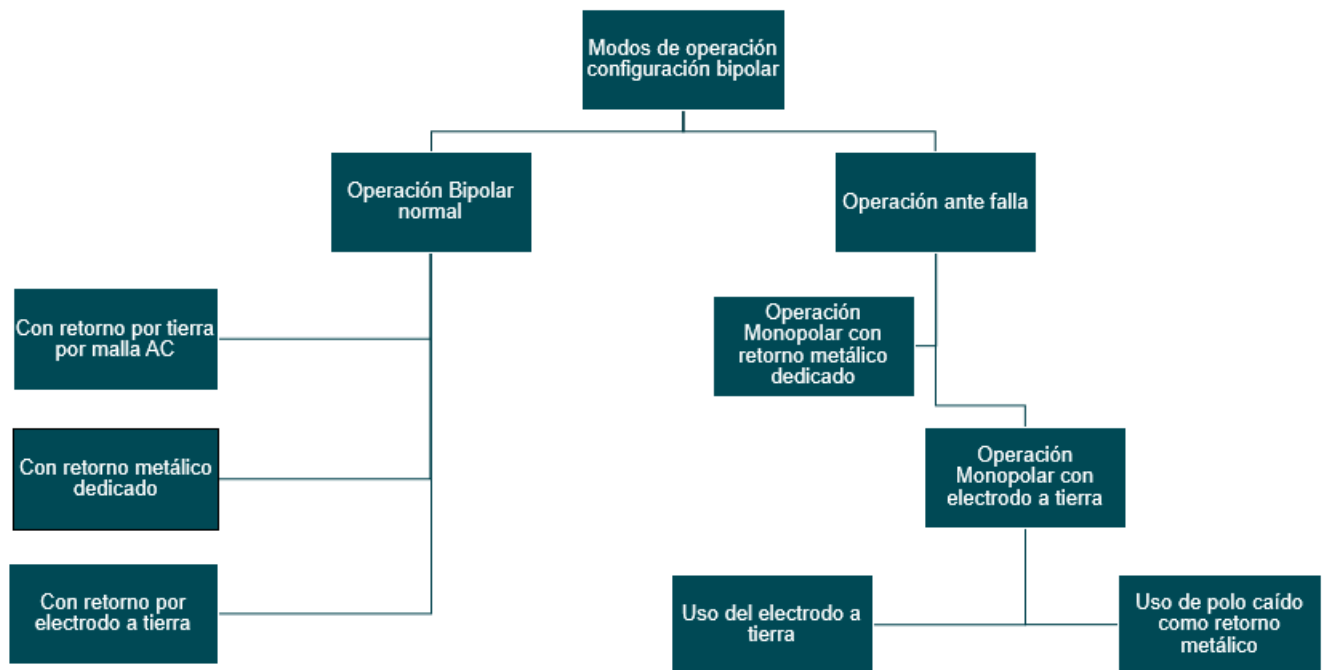 Modos de operación
configuración bipolar
Operación Bipolar
normal
Operación ante falla
Con retorno por tierra
por malla AC
Con retorno metálico
dedicado
Con retorno por
electrodo a tierra
Operación
Monopolar con
retorno metálico
dedicado
Operación
Monopolar con
electrodo a tierra
Uso del electrodo a
tierra
Uso de polo caído
como retorno
metálico